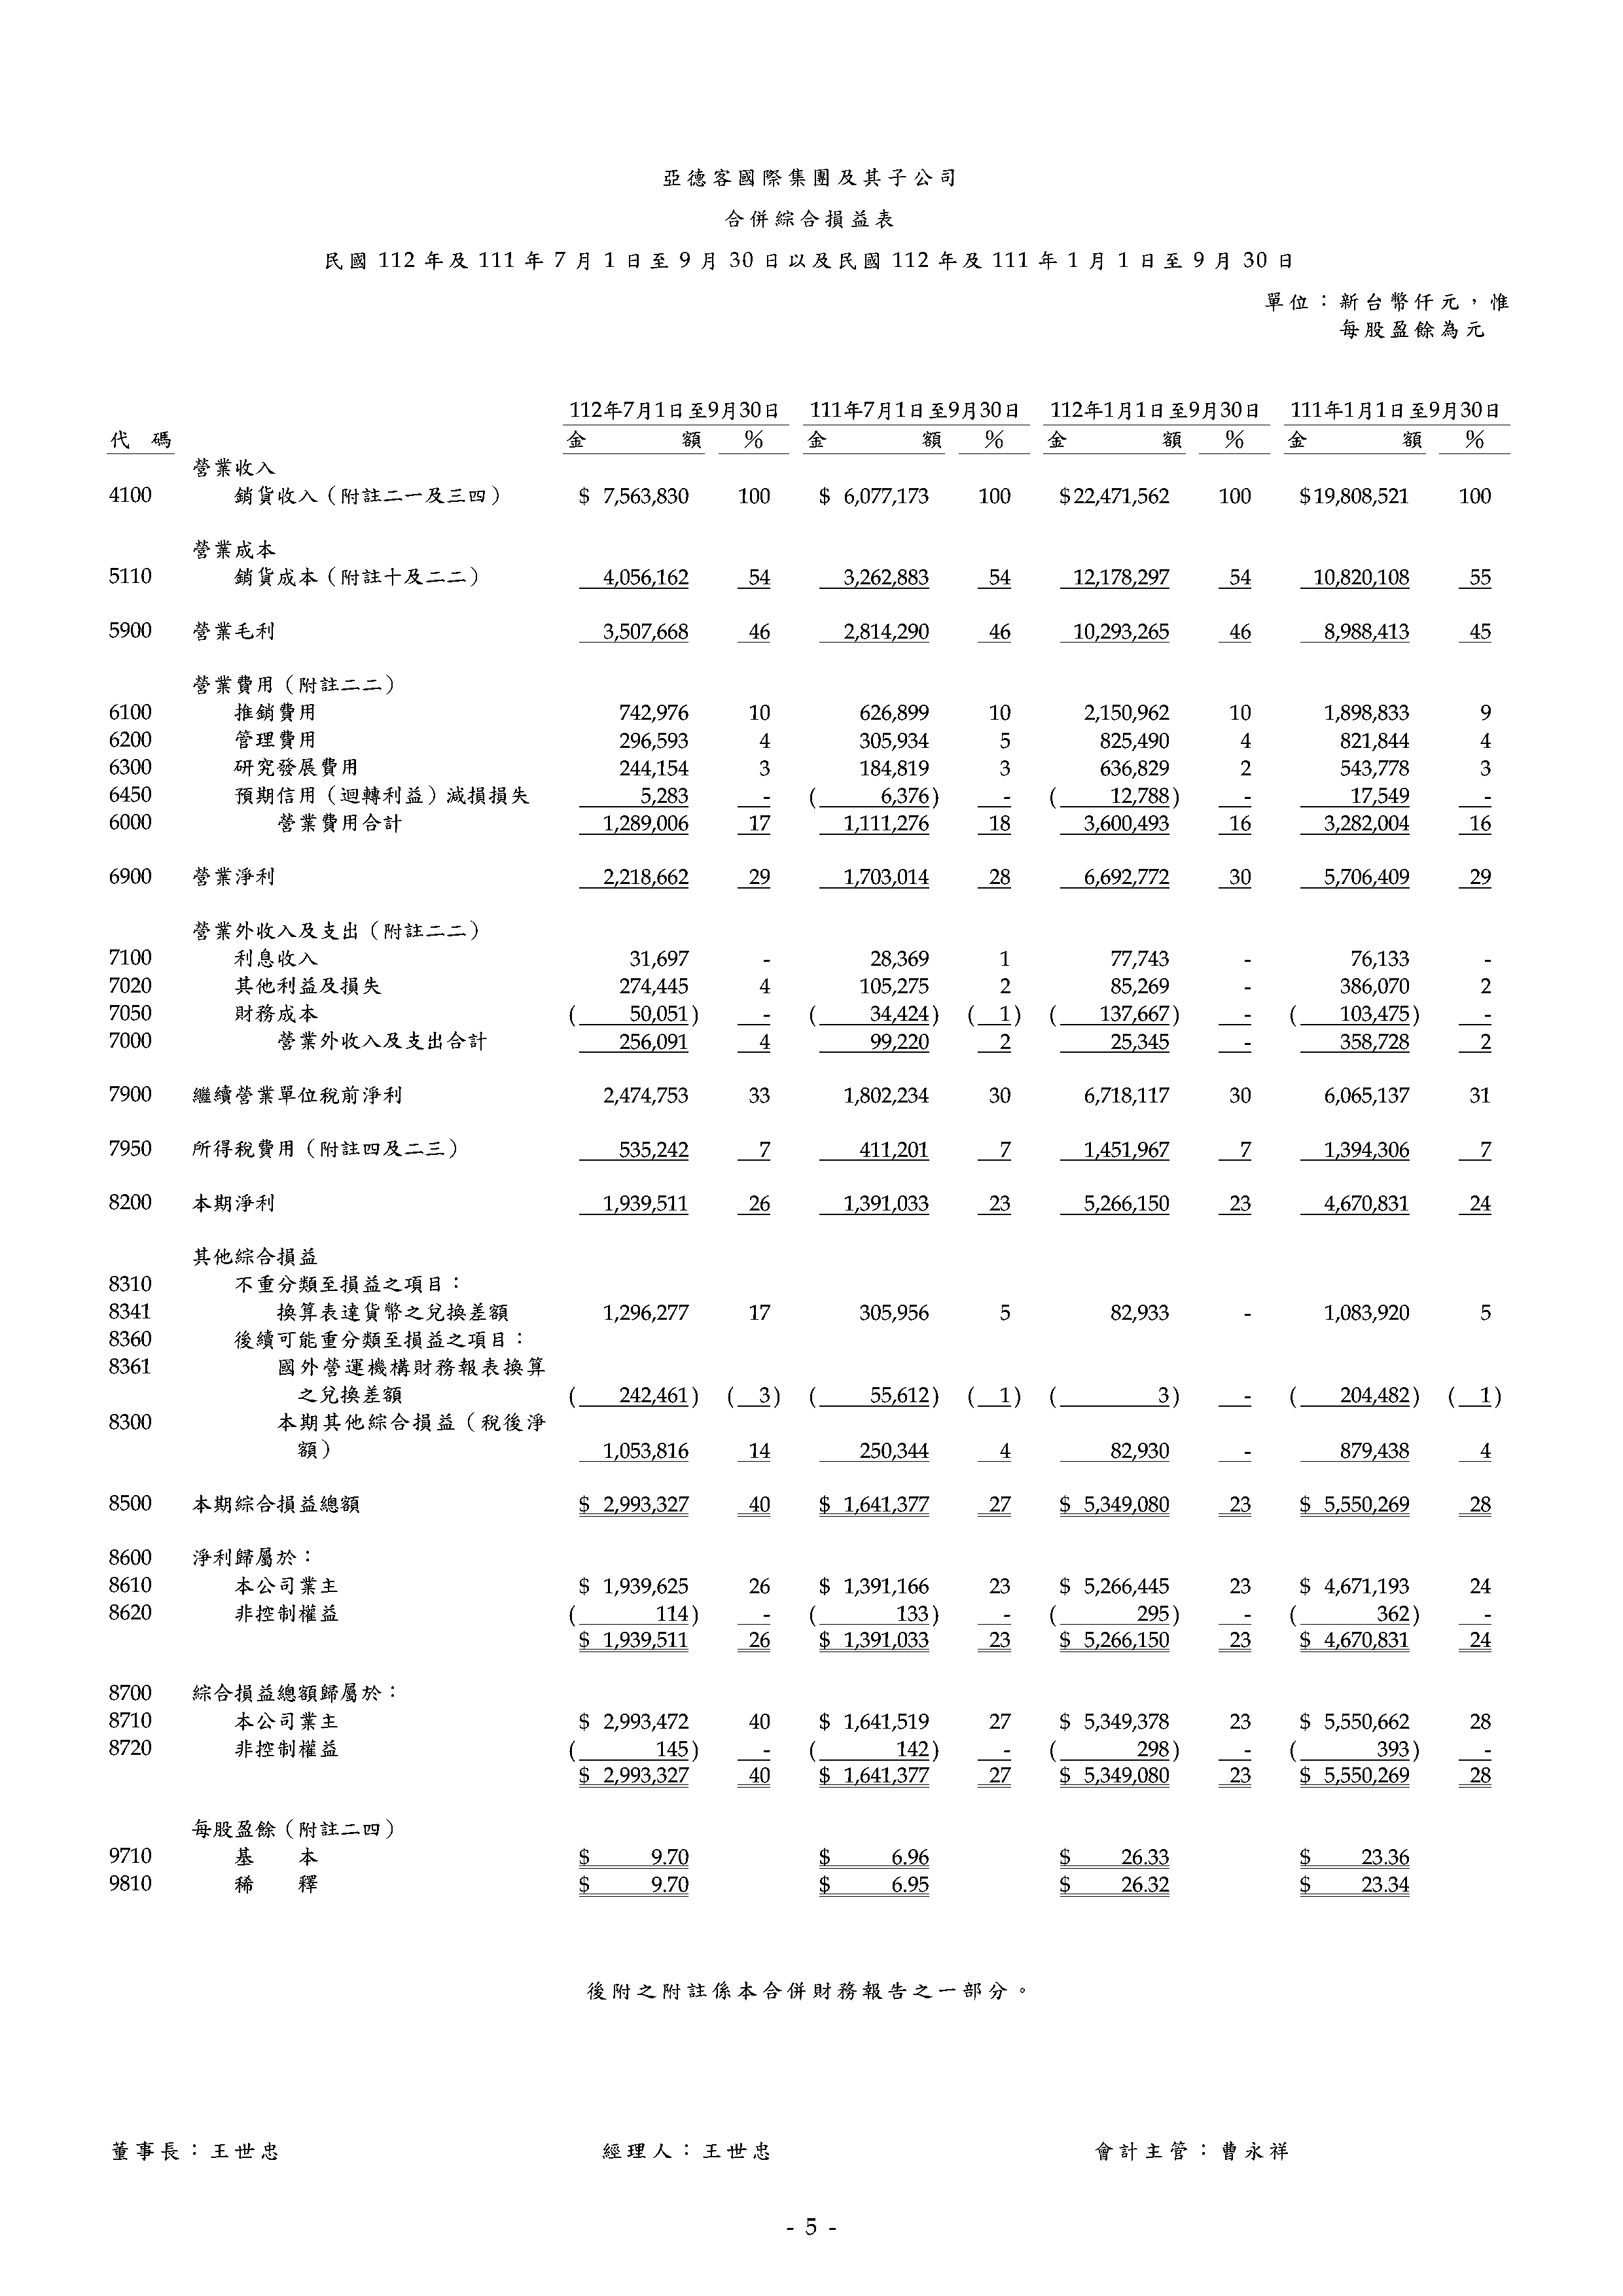 亞德客國際集團及其子公司
合併綜合損益表
民國 112 年及 111 年 7 月 1 日至 9 月 30 日以及民國 112 年及 111 年 1 月 1 日至 9 月 30 日
單位：新台幣仟元，惟
每股盈餘為元
112年7月1日至9月30日 111年7月1日至9月30日 112年1月1日至9月30日 111年1月1日至9月30日
代 碼 金 額 % 金 額 % 金 額 % 金 額 %
營業收入
4100 銷貨收入（附註二一及三四） $ 7,563,830 100 $ 6,077,173 100 $22,471,562 100 $19,808,521 100
營業成本
5110 銷貨成本（附註十及二二） 4,056,162 54 3,262,883 54 12,178,297 54 10,820,108 55
5900 營業毛利 3,507,668 46 2,814,290 46 10,293,265 46 8,988,413 45
營業費用（附註二二）
6100 推銷費用 742,976 10 626,899 10 2,150,962 10 1,898,833 9
6200 管理費用 296,593 4 305,934 5 825,490 4 821,844 4
6300 研究發展費用 244,154 3 184,819 3 636,829 2 543,778 3
6450 預期信用（迴轉利益）減損損失 5,283 - ( 6,376) - ( 12,788) - 17,549 -
6000 營業費用合計 1,289,006 17 1,111,276 18 3,600,493 16 3,282,004 16
6900 營業淨利 2,218,662 29 1,703,014 28 6,692,772 30 5,706,409 29
營業外收入及支出（附註二二）
7100 利息收入 31,697 - 28,369 1 77,743 - 76,133 -
7020 其他利益及損失 274,445 4 105,275 2 85,269 - 386,070 2
7050 財務成本 ( 50,051) - ( 34,424) ( 1) ( 137,667) - ( 103,475) -
7000 營業外收入及支出合計 256,091 4 99,220 2 25,345 - 358,728 2
7900 繼續營業單位稅前淨利 2,474,753 33 1,802,234 30 6,718,117 30 6,065,137 31
7950 所得稅費用（附註四及二三） 535,242 7 411,201 7 1,451,967 7 1,394,306 7
8200 本期淨利 1,939,511 26 1,391,033 23 5,266,150 23 4,670,831 24
其他綜合損益
8310 不重分類至損益之項目：
8341 換算表達貨幣之兌換差額 1,296,277 17 305,956 5 82,933 - 1,083,920 5
8360 後續可能重分類至損益之項目：
8361 國外營運機構財務報表換算
之兌換差額 ( 242,461) ( 3) ( 55,612) ( 1) ( 3) - ( 204,482) ( 1)
8300 本期其他綜合損益（稅後淨
額） 1,053,816 14 250,344 4 82,930 - 879,438 4
8500 本期綜合損益總額 $ 2,993,327 40 $ 1,641,377 27 $ 5,349,080 23 $ 5,550,269 28
8600 淨利歸屬於：
8610 本公司業主 $ 1,939,625 26 $ 1,391,166 23 $ 5,266,445 23 $ 4,671,193 24
8620 非控制權益 ( 114) - ( 133) - ( 295) - ( 362) -
$ 1,939,511 26 $ 1,391,033 23 $ 5,266,150 23 $ 4,670,831 24
8700 綜合損益總額歸屬於：
8710 本公司業主 $ 2,993,472 40 $ 1,641,519 27 $ 5,349,378 23 $ 5,550,662 28
8720 非控制權益 ( 145) - ( 142) - ( 298) - ( 393) -
$ 2,993,327 40 $ 1,641,377 27 $ 5,349,080 23 $ 5,550,269 28
每股盈餘（附註二四）
9710 基 本 $ 9.70 $ 6.96 $ 26.33 $ 23.36
9810 稀 釋 $ 9.70 $ 6.95 $ 26.32 $ 23.34
後附之附註係本合併財務報告之一部分。
董事長：王世忠 經理人：王世忠 會計主管：曹永祥
- 5 -